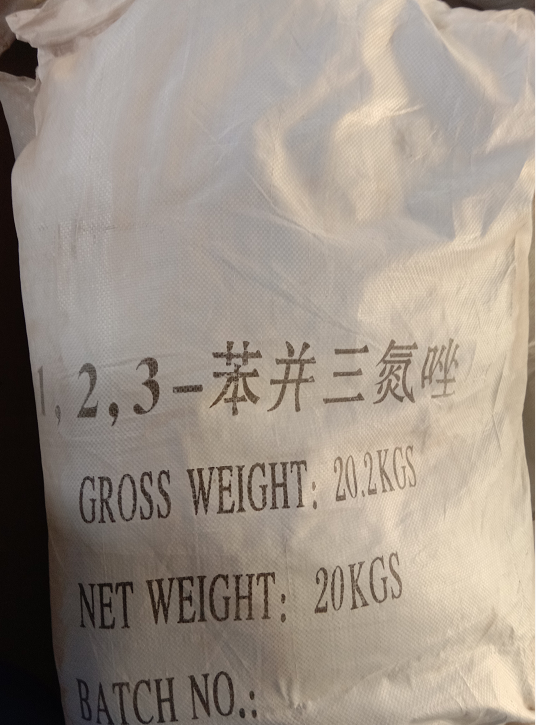 1,2,3-苯并三氮唑
GROSS WEIGHT: 20.2KGS
NET WEIGHT: 20KGS
BATCH NO.: